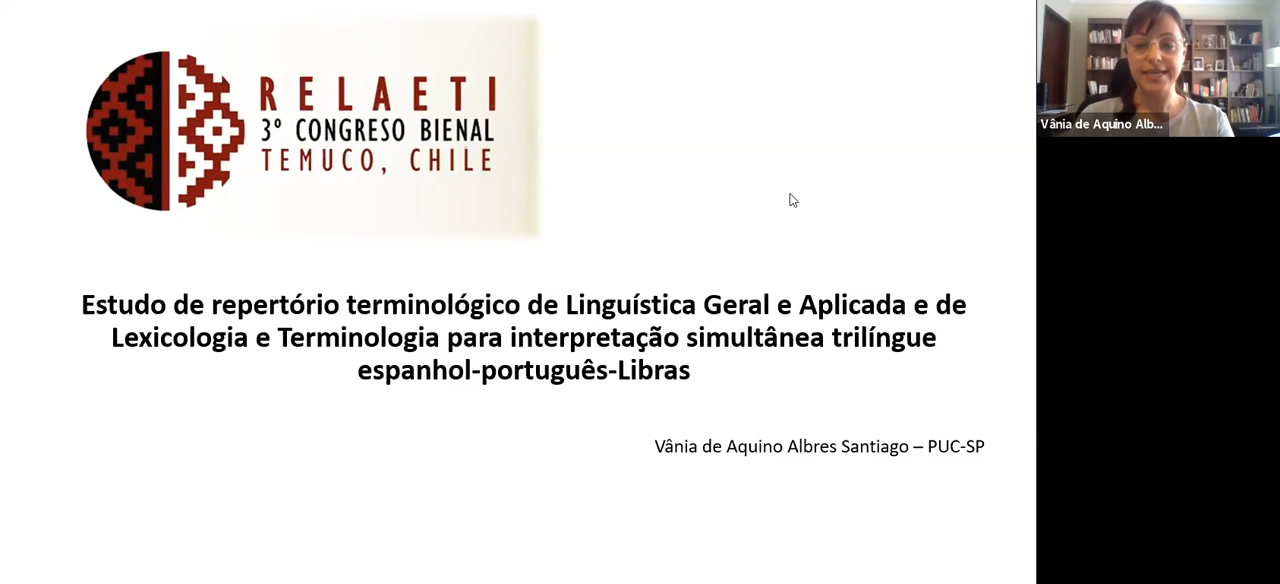 RELAETI
3º CONGRESO BIENAL
TEMUCO, CHILE
Vânia de Aquino Alb...
Estudo de repertório terminológico de Linguística Geral e Aplicada e de
Lexicologia e Terminologia para interpretação simultânea trilíngue
espanhol-português-Libras
Vânia de Aquino Albres Santiago – PUC-SP